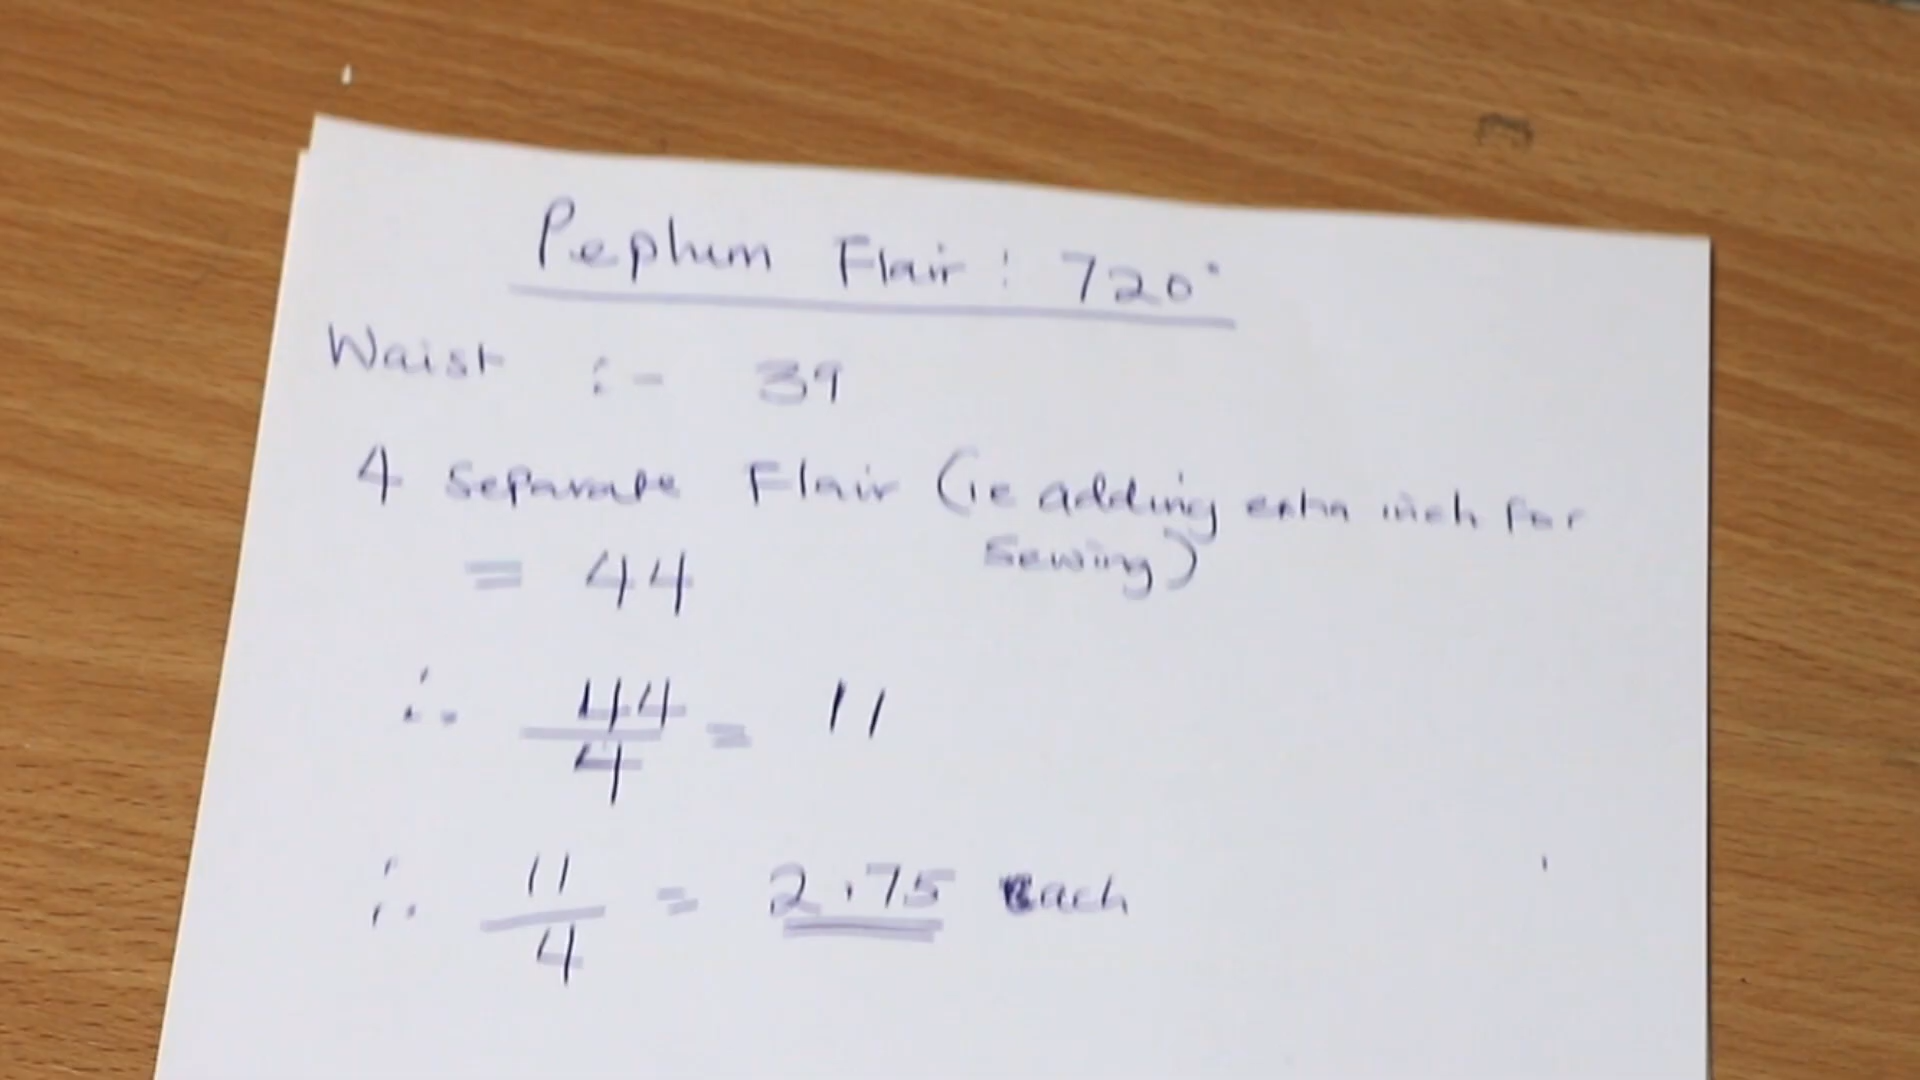 Peplum Flair : 720°
Waist :- 39
4 Separate Flair (ie adding extra inch for
Sewing)
= 44
∴ 44/4 = 11
∴ 11/4 = 2.75 each